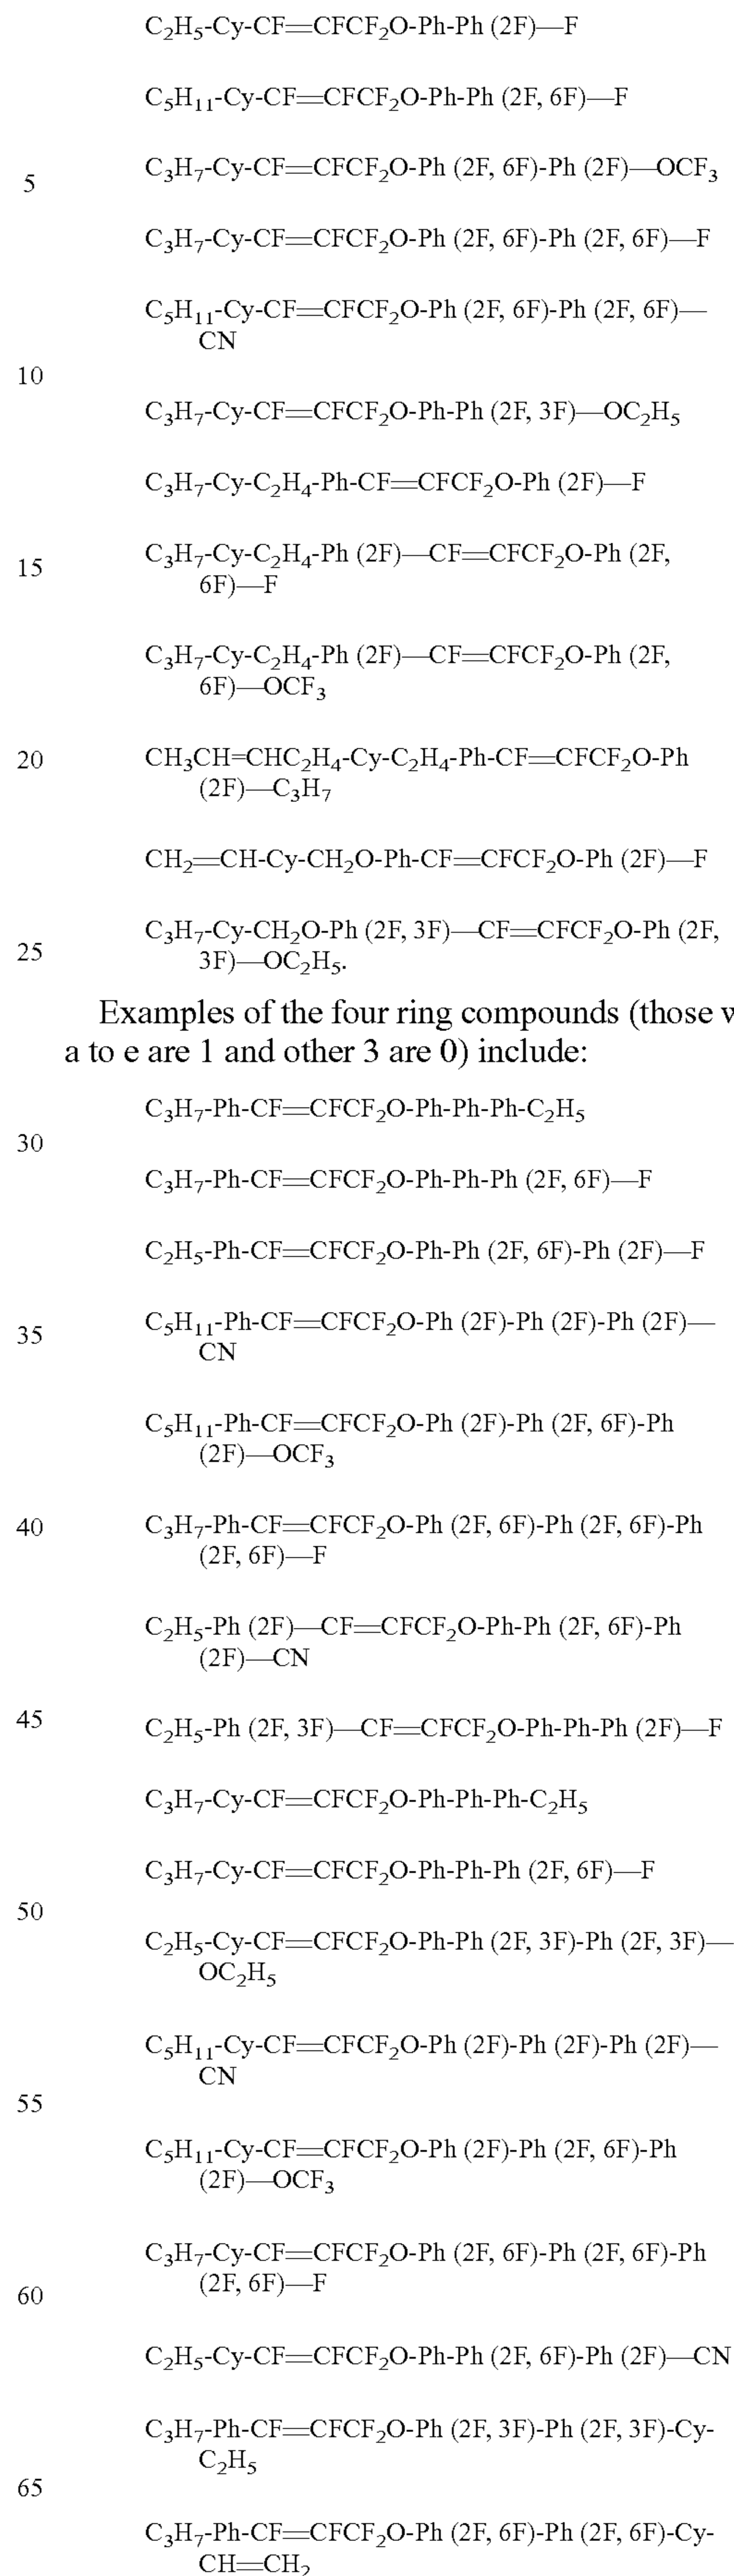 C₂H₅-Cy-CF=CFCF₂O-Ph-Ph (2F)—F
C₅H₁₁-Cy-CF=CFCF₂O-Ph-Ph (2F, 6F)—F
5
C₃H₇-Cy-CF=CFCF₂O-Ph (2F, 6F)-Ph (2F)—OCF₃
C₃H₇-Cy-CF=CFCF₂O-Ph (2F, 6F)-Ph (2F, 6F)—F
C₅H₁₁-Cy-CF=CFCF₂O-Ph (2F, 6F)-Ph (2F, 6F)—
CN
10
C₃H₇-Cy-CF=CFCF₂O-Ph-Ph (2F, 3F)—OC₂H₅
C₃H₇-Cy-C₂H₄-Ph-CF=CFCF₂O-Ph (2F)—F
15
C₃H₇-Cy-C₂H₄-Ph (2F)—CF=CFCF₂O-Ph (2F,
6F)—F
C₃H₇-Cy-C₂H₄-Ph (2F)—CF=CFCF₂O-Ph (2F,
6F)—OCF₃
20
CH₃CH=CHC₂H₄-Cy-C₂H₄-Ph-CF=CFCF₂O-Ph
(2F)—C₃H₇
CH₂=CH-Cy-CH₂O-Ph-CF=CFCF₂O-Ph (2F)—F
C₃H₇-Cy-CH₂O-Ph (2F, 3F)—CF=CFCF₂O-Ph (2F,
25
3F)—OC₂H₅.
Examples of the four ring compounds (those w
a to e are 1 and other 3 are 0) include:
C₃H₇-Ph-CF=CFCF₂O-Ph-Ph-Ph-C₂H₅
30
C₃H₇-Ph-CF=CFCF₂O-Ph-Ph-Ph (2F, 6F)—F
C₂H₅-Ph-CF=CFCF₂O-Ph-Ph (2F, 6F)-Ph (2F)—F
35
C₅H₁₁-Ph-CF=CFCF₂O-Ph (2F)-Ph (2F)-Ph (2F)—
CN
C₅H₁₁-Ph-CF=CFCF₂O-Ph (2F)-Ph (2F, 6F)-Ph
(2F)—OCF₃
40
C₃H₇-Ph-CF=CFCF₂O-Ph (2F, 6F)-Ph (2F, 6F)-Ph
(2F, 6F)—F
C₂H₅-Ph (2F)—CF=CFCF₂O-Ph-Ph (2F, 6F)-Ph
(2F)—CN
45
C₂H₅-Ph (2F, 3F)—CF=CFCF₂O-Ph-Ph-Ph (2F)—F
C₃H₇-Cy-CF=CFCF₂O-Ph-Ph-Ph-C₂H₅
C₃H₇-Cy-CF=CFCF₂O-Ph-Ph-Ph (2F, 6F)—F
50
C₂H₅-Cy-CF=CFCF₂O-Ph-Ph (2F, 3F)-Ph (2F, 3F)—
OC₂H₅
C₅H₁₁-Cy-CF=CFCF₂O-Ph (2F)-Ph (2F)-Ph (2F)—
CN
55
C₅H₁₁-Cy-CF=CFCF₂O-Ph (2F)-Ph (2F, 6F)-Ph
(2F)—OCF₃
C₃H₇-Cy-CF=CFCF₂O-Ph (2F, 6F)-Ph (2F, 6F)-Ph
(2F, 6F)—F
60
C₂H₅-Cy-CF=CFCF₂O-Ph-Ph (2F, 6F)-Ph (2F)—CN
C₃H₇-Ph-CF=CFCF₂O-Ph (2F, 3F)-Ph (2F, 3F)-Cy-
C₂H₅
65
C₃H₇-Ph-CF=CFCF₂O-Ph (2F, 6F)-Ph (2F, 6F)-Cy-
CH=CH₂